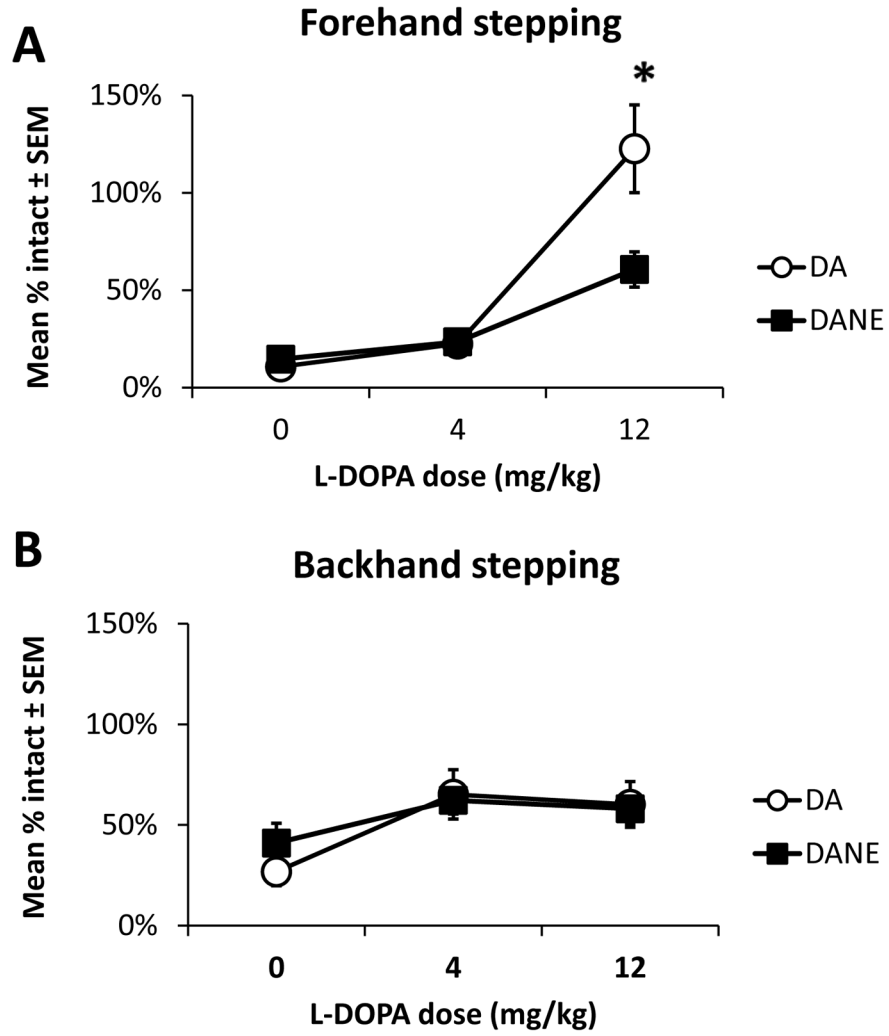 A
Forehand stepping
*
150%
100%
50%
0%
Mean % intact ± SEM
0 4 12
L-DOPA dose (mg/kg)
DA
DANE
B
Backhand stepping
150%
100%
50%
0%
Mean % intact ± SEM
0 4 12
L-DOPA dose (mg/kg)
DA
DANE